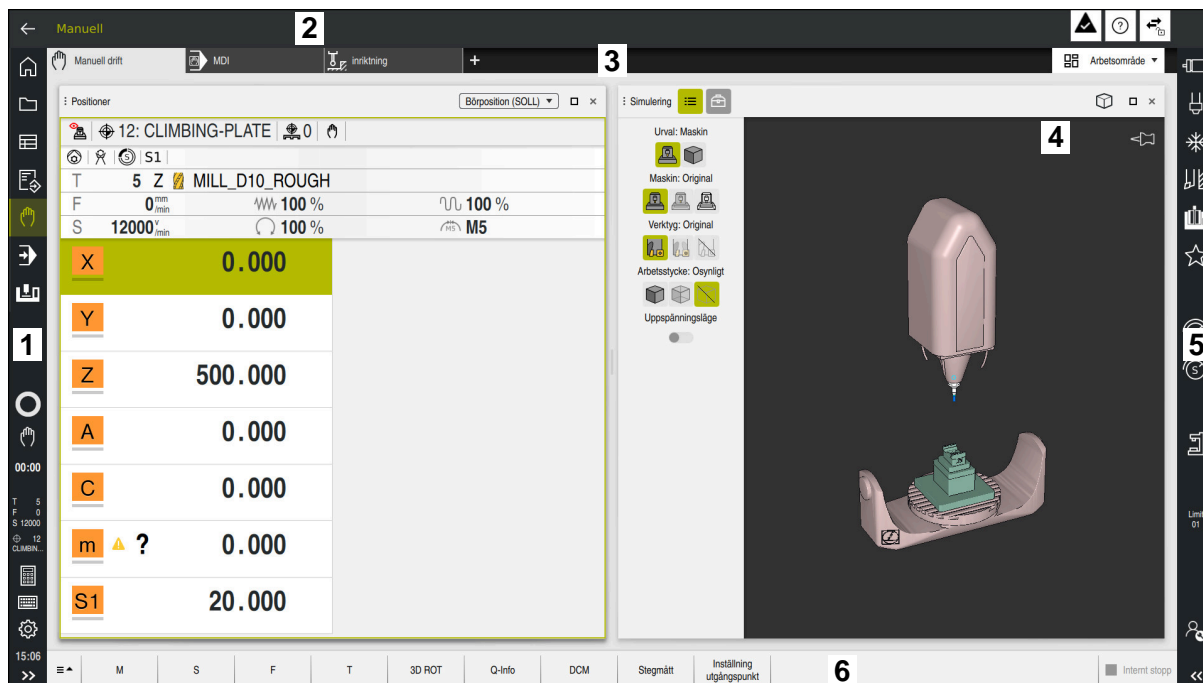 Manuell
2
Manuell drift
MDI
inriktning
+
3
Arbetsområde
Positioner
Börposition (SOLL)
12: CLIMBING-PLATE
0
S1
T 5 Z MILL_D10_ROUGH
F 0 mm/min 100 % 100 %
S 12000 v/min 100 % M5 M5
X 0.000
Y 0.000
Z 500.000
A 0.000
C 0.000
m ? 0.000
S1 20.000
Simulering
Urval: Maskin
Maskin: Original
Verktyg: Original
Arbetsstycke: Osynligt
Uppspänningsläge
4
1
00:00
T 5
F 0
S 12000
12
CLIMBIN...
15:06
>>
5
S
Limit
01
<<
M
S
F
T
3D ROT
Q-Info
DCM
Stegmått
Inställning
utgångspunkt
6
Internt stopp